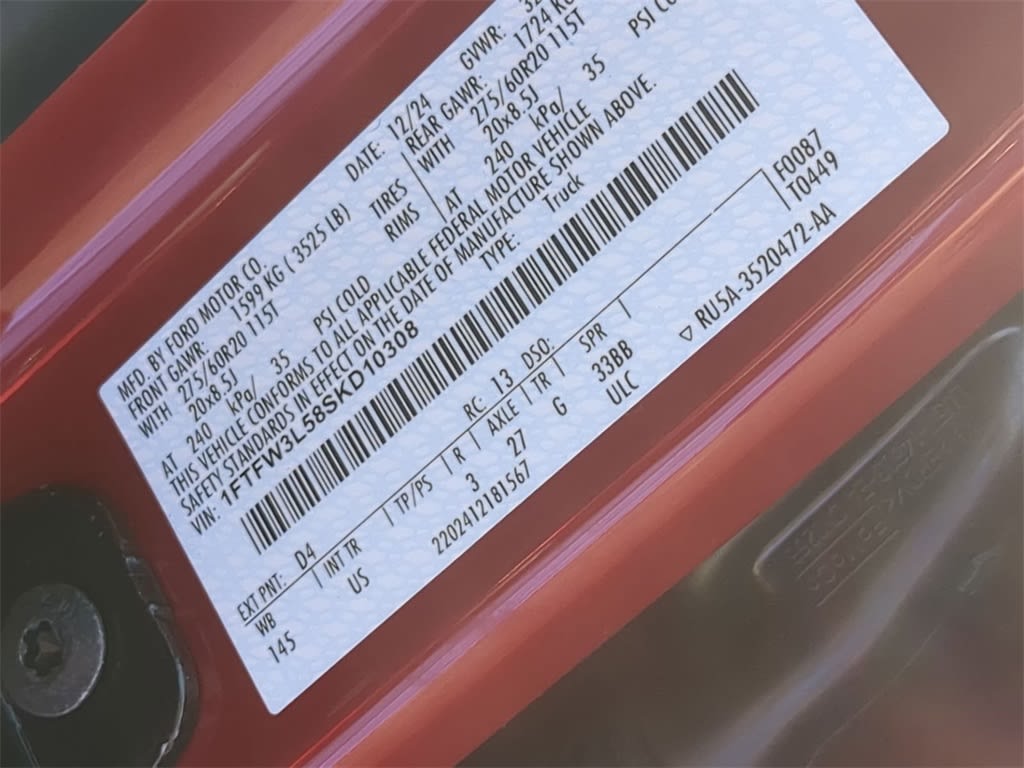 MFD. BY FORD MOTOR CO.
DATE: 12/24
GVWR:
FRONT GAWR: 1599 KG ( 3525 LB)
REAR GAWR: 1724 KG
WITH 275/60R20 115T TIRES
WITH 275/60R20 115T
20x8.5J RIMS
20x8.5J
AT 240 kPa/ 35 PSI COLD
AT 240 kPa/ 35 PSI CO
THIS VEHICLE CONFORMS TO ALL APPLICABLE FEDERAL MOTOR VEHICLE
SAFETY STANDARDS IN EFFECT ON THE DATE OF MANUFACTURE SHOWN ABOVE.
VIN: 1FTFW3L58SKD10308
TYPE: Truck
EXT PNT: D4
RC: 13 DSO:
F0087
T0449
WB | INT TR | TP/PS | R | AXLE | TR | SPR |
145 US 3 27 G 33BB
220241218​1567 ULC
▽ RU5A-3520472-AA